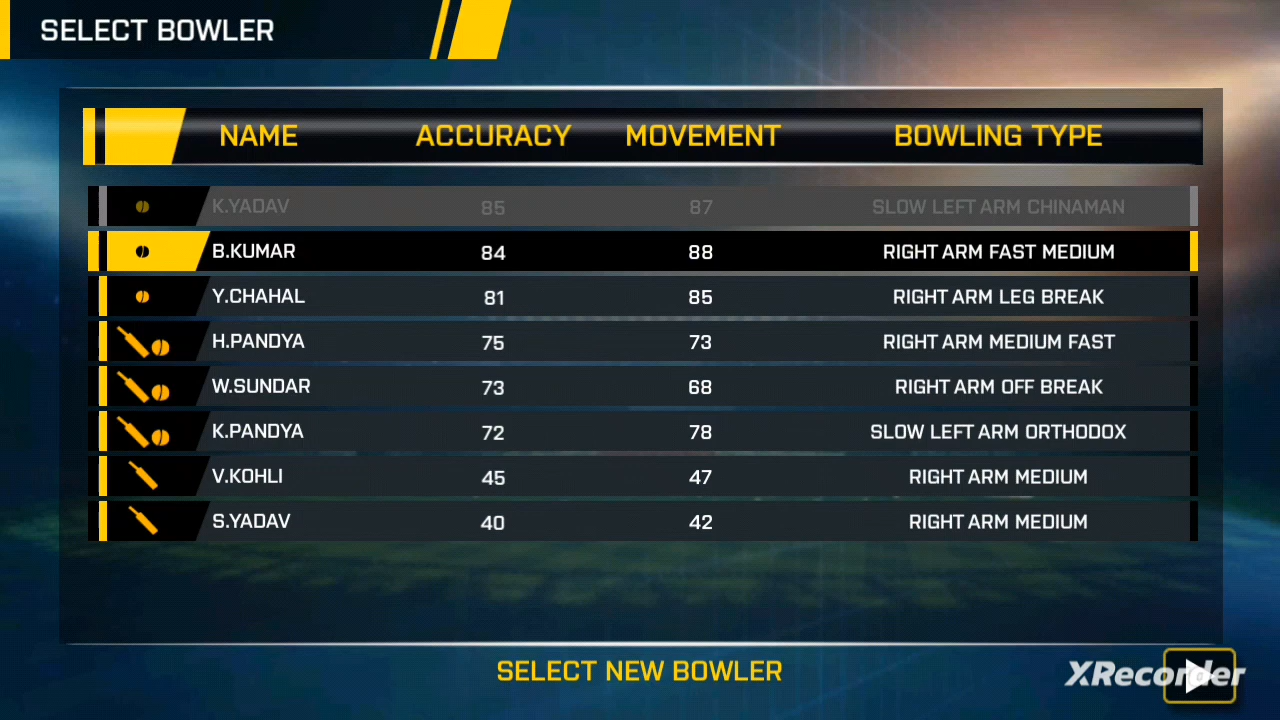 SELECT BOWLER
NAME ACCURACY MOVEMENT BOWLING TYPE
K.YADAV 85 87 SLOW LEFT ARM CHINAMAN
B.KUMAR 84 88 RIGHT ARM FAST MEDIUM
Y.CHAHAL 81 85 RIGHT ARM LEG BREAK
H.PANDYA 75 73 RIGHT ARM MEDIUM FAST
W.SUNDAR 73 68 RIGHT ARM OFF BREAK
K.PANDYA 72 78 SLOW LEFT ARM ORTHODOX
V.KOHLI 45 47 RIGHT ARM MEDIUM
S.YADAV 40 42 RIGHT ARM MEDIUM
SELECT NEW BOWLER
XRecorder